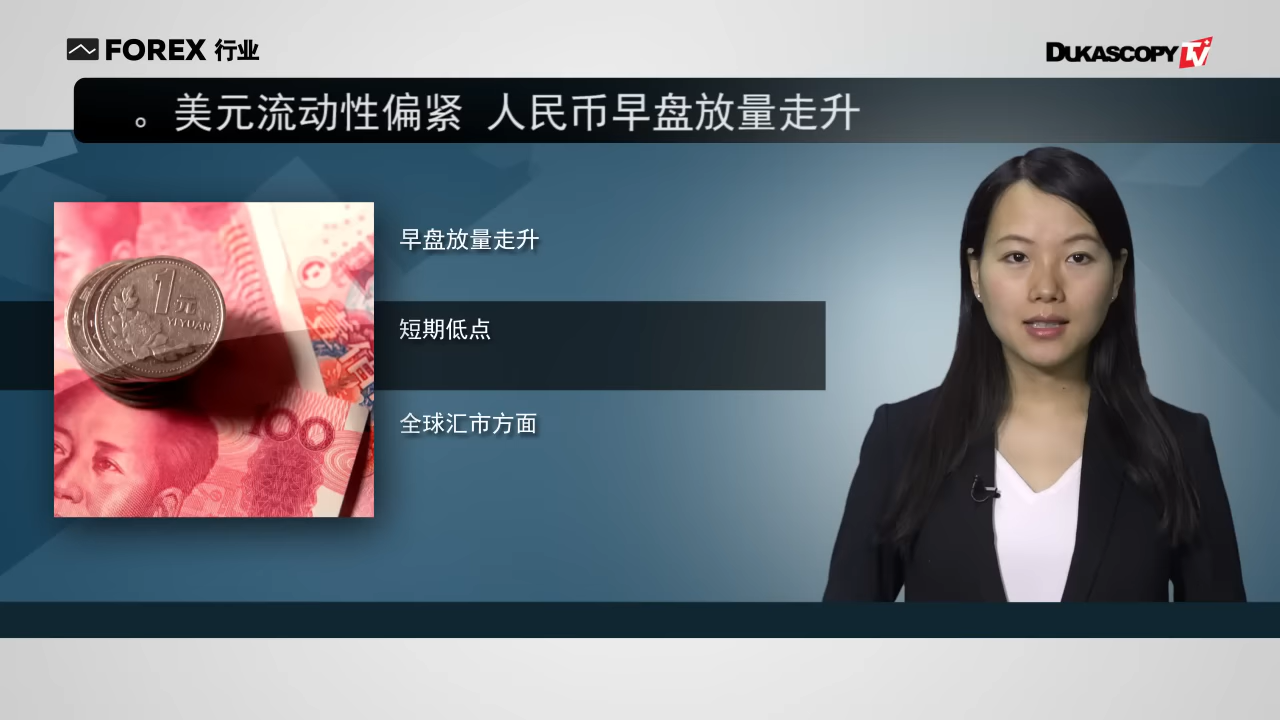 FOREX 行业
DUKASCOPY TV
。美元流动性偏紧 人民币早盘放量走升
早盘放量走升
短期低点
全球汇市方面
1元
YI YUAN
100